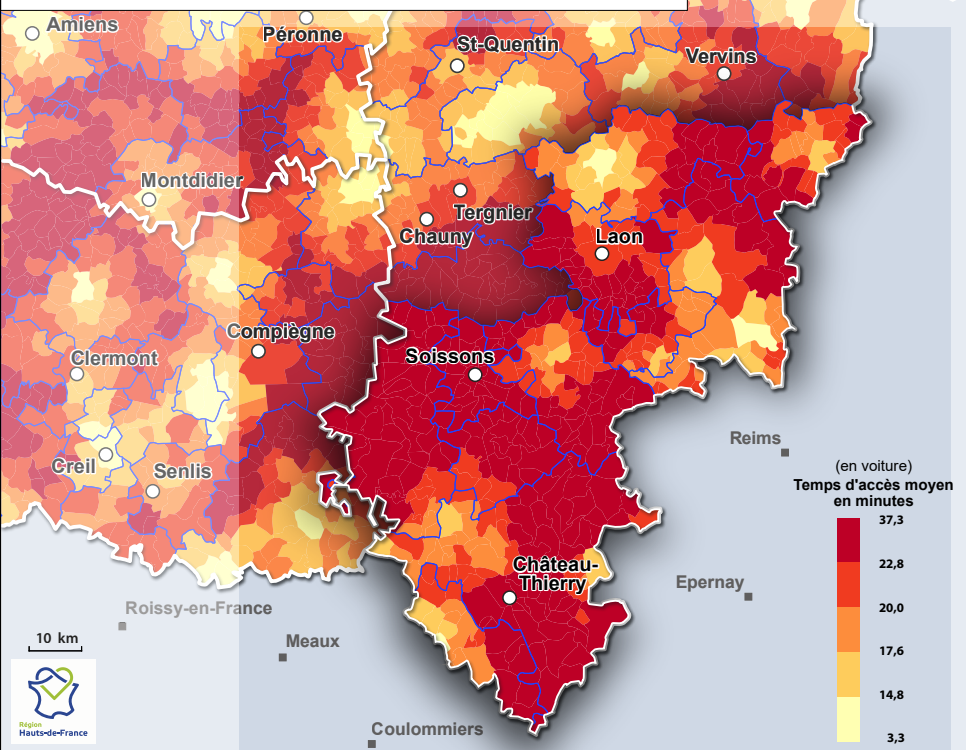 Amiens
Péronne
St-Quentin
Vervins
Montdidier
Tergnier
Chauny
Laon
Compiègne
Soissons
Clermont
Creil
Senlis
Reims
(en voiture)
Temps d'accès moyen
en minutes
37,3
22,8
20,0
17,6
14,8
3,3
Château-
Thierry
Epernay
Roissy-en-France
10 km
Meaux
Coulommiers
Région
Hauts-de-France